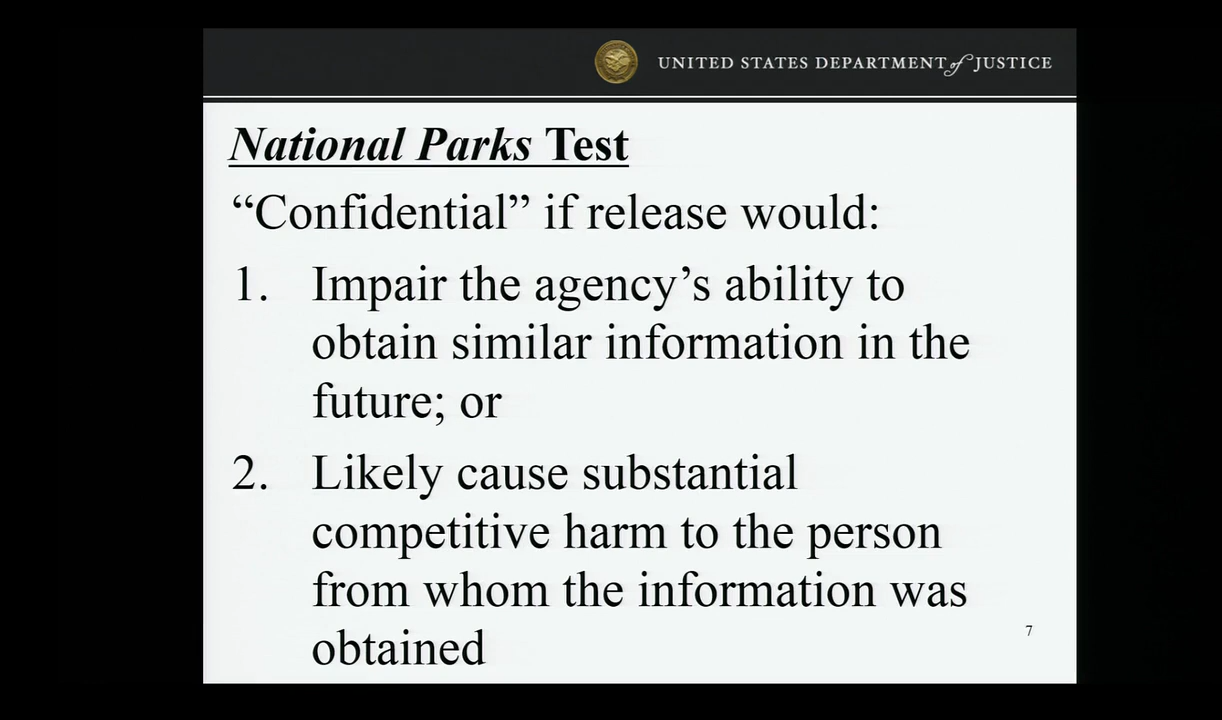 UNITED STATES DEPARTMENT of JUSTICE
National Parks Test
“Confidential” if release would:
1. Impair the agency’s ability to
obtain similar information in the
future; or
2. Likely cause substantial
competitive harm to the person
from whom the information was
obtained
7